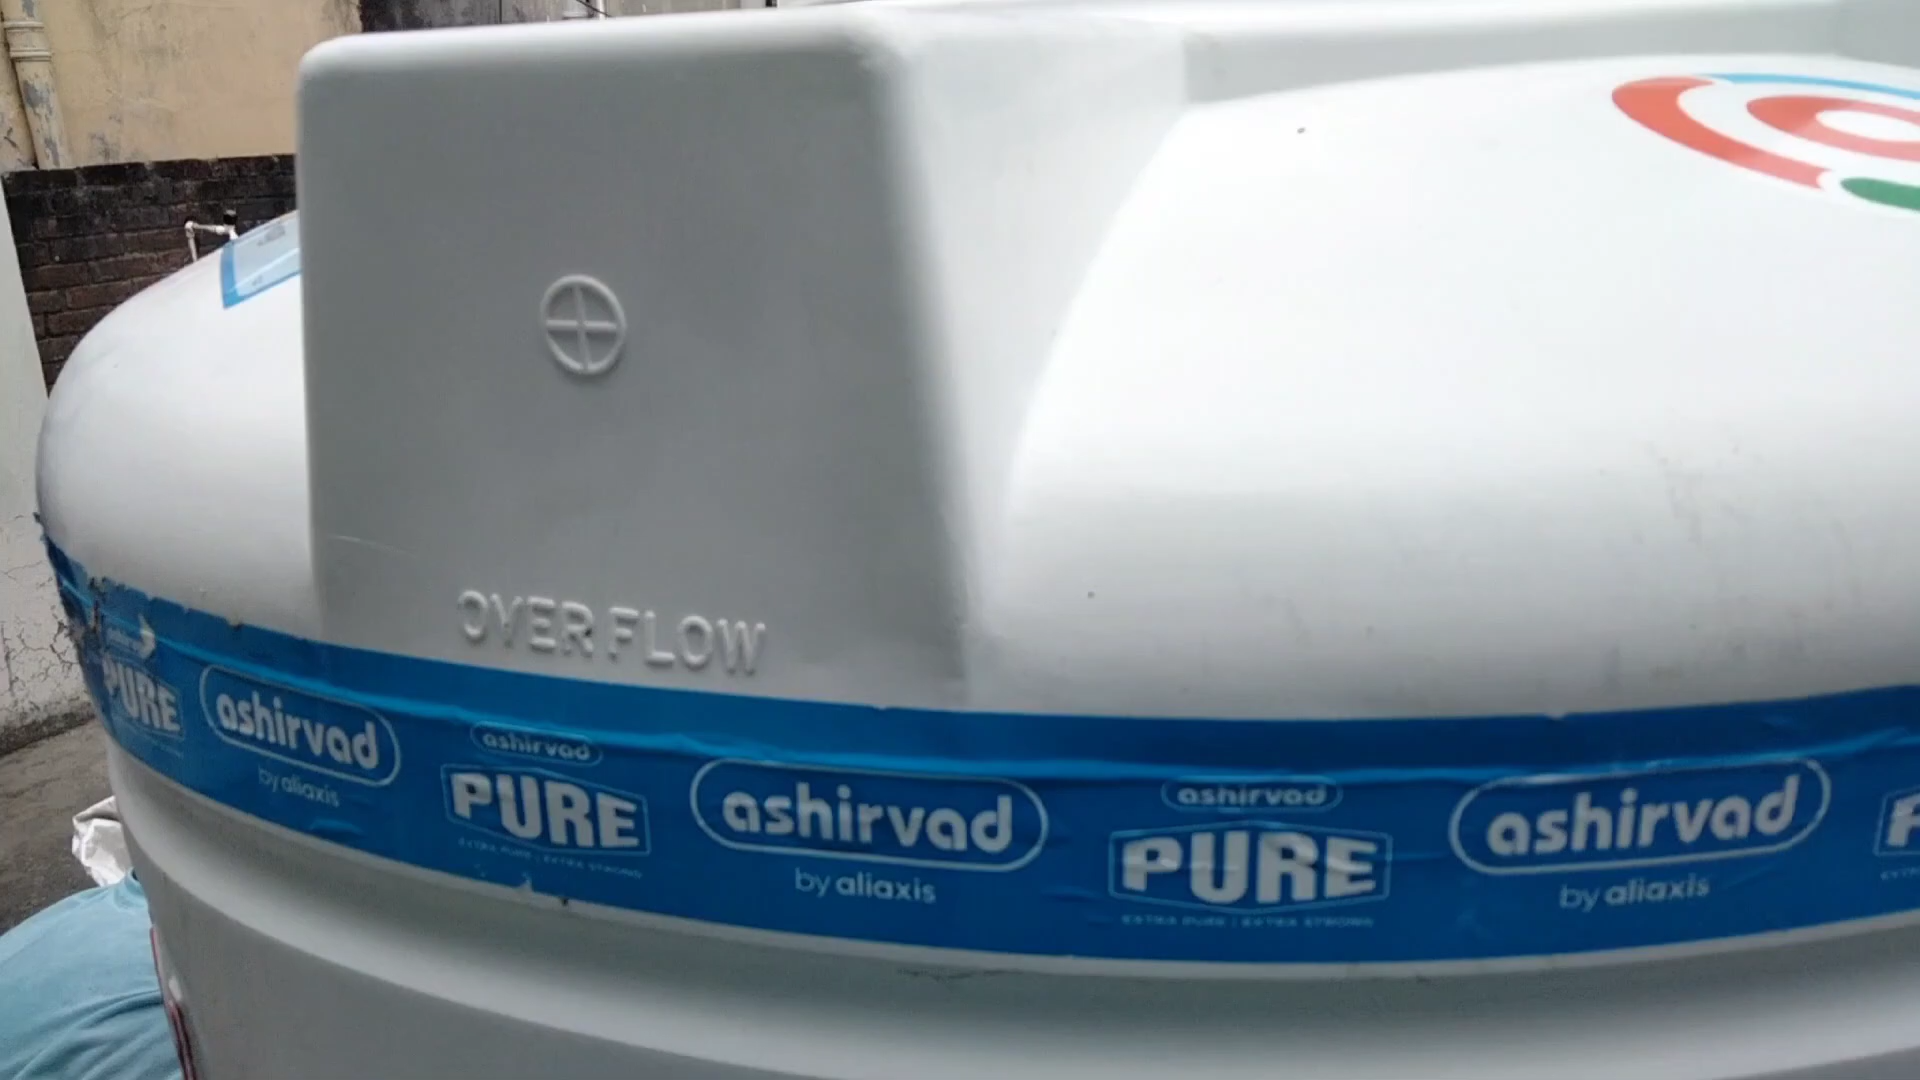 OVER FLOW
PURE
ashirvad
by aliaxis
ashirvad
PURE
EXTRA PURE | EXTRA STRONG
ashirvad
by aliaxis
ashirvad
PURE
EXTRA PURE | EXTRA STRONG
ashirvad
by aliaxis